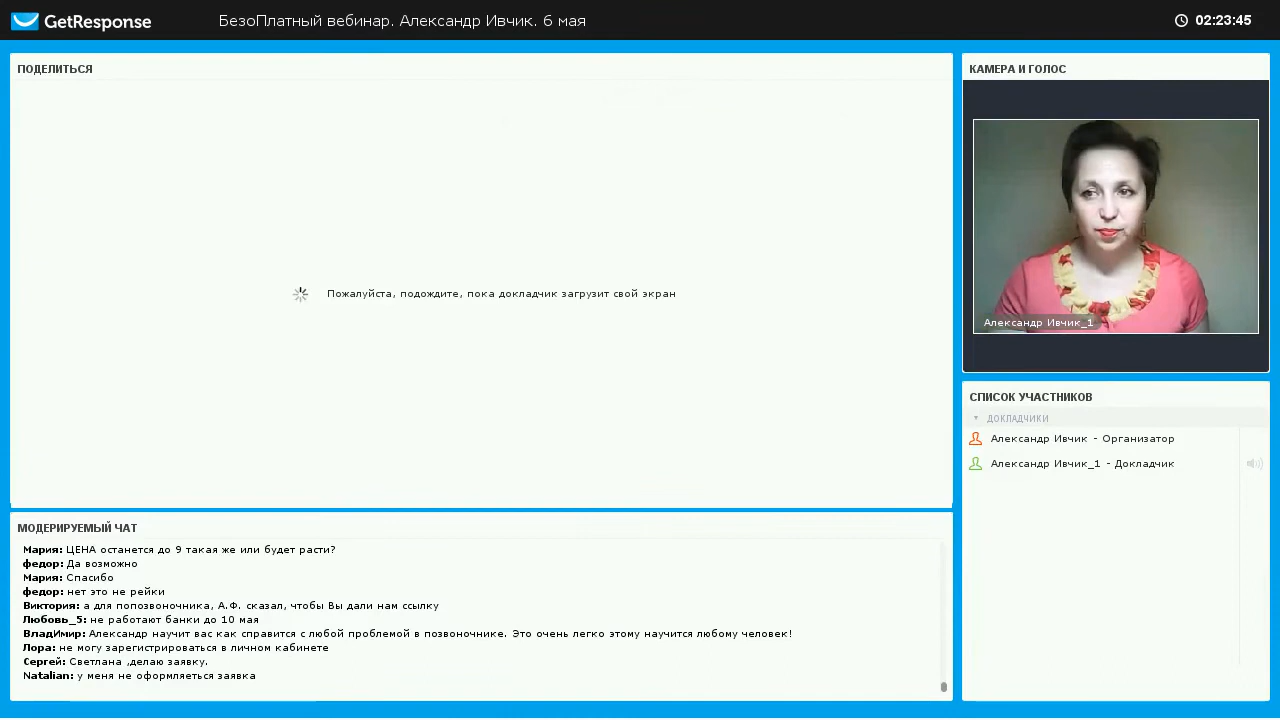 GetResponse
БезоПлатный вебинар. Александр Ивчик. 6 мая
02:23:45
ПОДЕЛИТЬСЯ
Пожалуйста, подождите, пока докладчик загрузит свой экран
КАМЕРА И ГОЛОС
Александр Ивчик_1
СПИСОК УЧАСТНИКОВ
ДОКЛАДЧИКИ
Александр Ивчик - Организатор
Александр Ивчик_1 - Докладчик
МОДЕРИРУЕМЫЙ ЧАТ
Мария: ЦЕНА останется до 9 такая же или будет расти?
федор: Да возможно
Мария: Спасибо
федор: нет это не рейки
Виктория: а для попозвоночника, А.Ф. сказал, чтобы Вы дали нам ссылку
Любовь_5: не работают банки до 10 мая
ВладИмир: Александр научит вас как справится с любой проблемой в позвоночнике. Это очень легко этому научится любому человек!
Лора: не могу зарегистрироваться в личном кабинете
Сергей: Светлана ,делаю заявку.
Natalian: у меня не оформляеться заявка